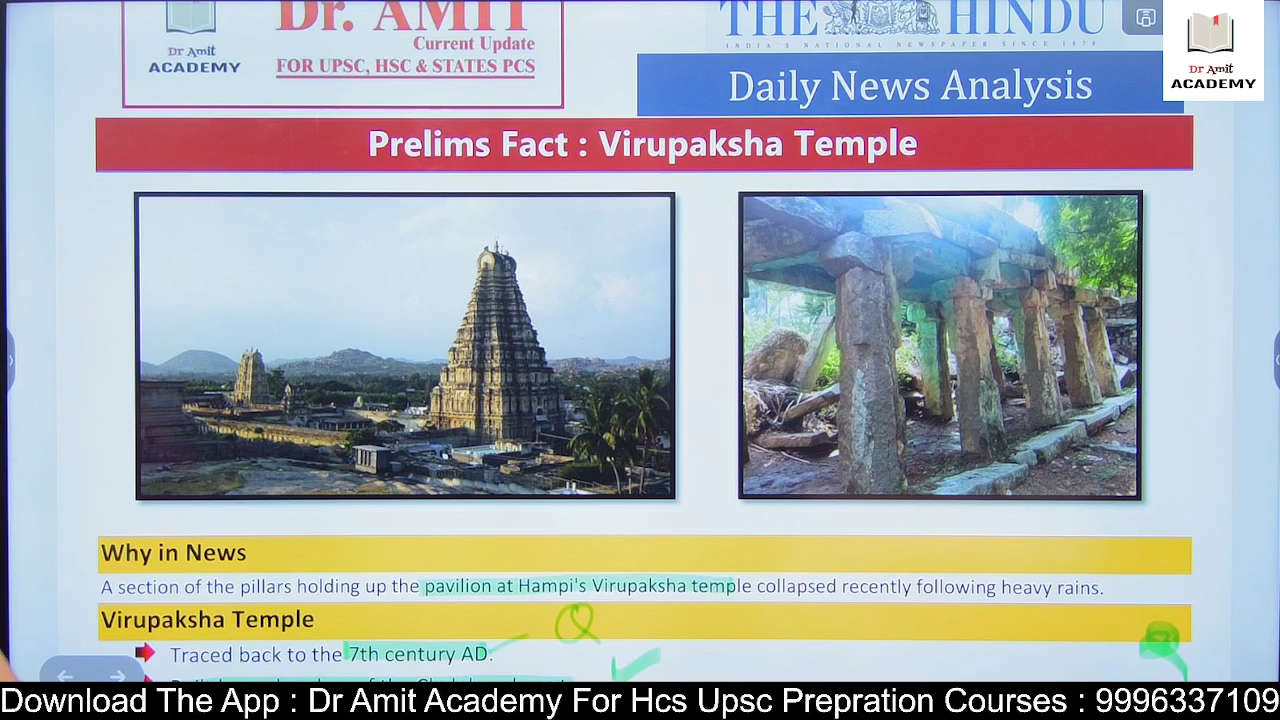 Dr. AMIT
Current Update
FOR UPSC, HSC & STATES PCS
Dr Amit
ACADEMY
THE HINDU
INDIA'S NATIONAL NEWSPAPER SINCE 1878
Daily News Analysis
Dr Amit
ACADEMY
Prelims Fact : Virupaksha Temple
Why in News
A section of the pillars holding up the pavilion at Hampi's Virupaksha temple collapsed recently following heavy rains.
Virupaksha Temple
Traced back to the 7th century AD.
Download The App : Dr Amit Academy For Hcs Upsc Prepration Courses : 9996337109